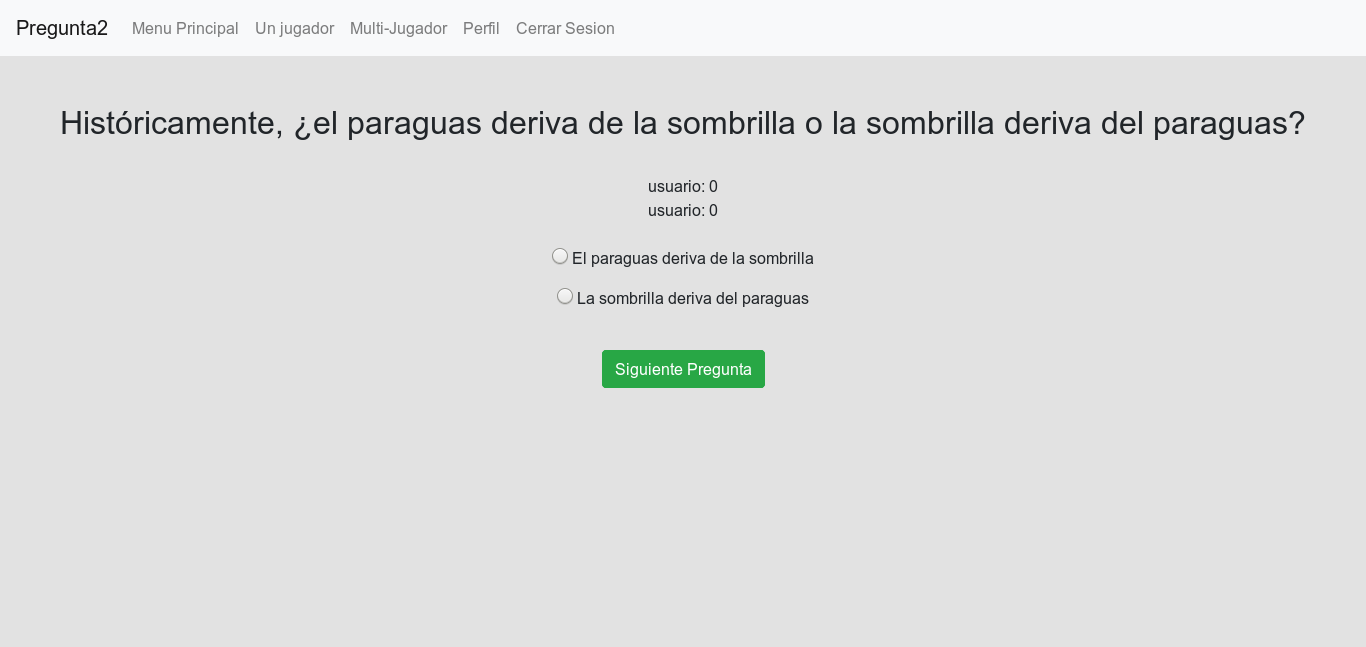 Pregunta2 Menu Principal Un jugador Multi-Jugador Perfil Cerrar Sesion
Históricamente, ¿el paraguas deriva de la sombrilla o la sombrilla deriva del paraguas?
usuario: 0
usuario: 0
El paraguas deriva de la sombrilla
La sombrilla deriva del paraguas
Siguiente Pregunta